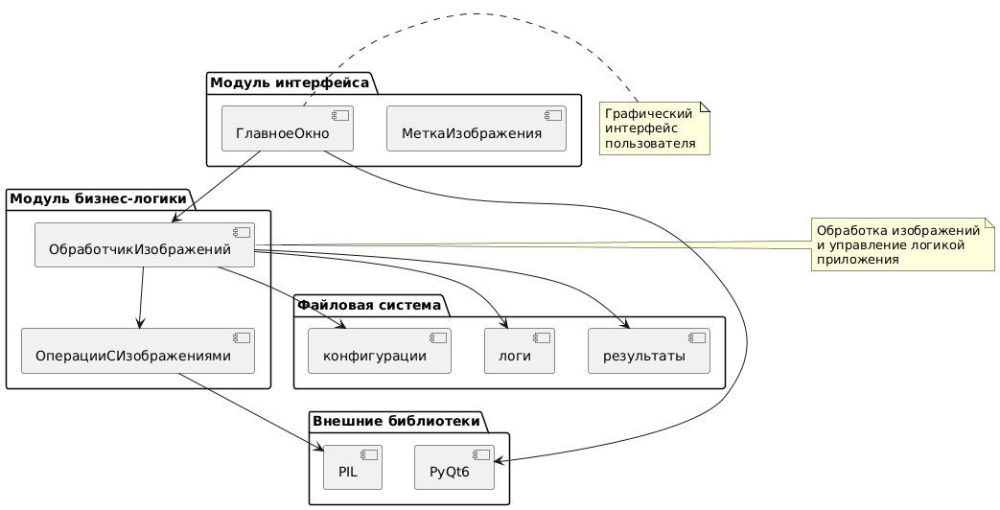 Модуль интерфейса
ГлавноеОкно
МеткаИзображения
Графический
интерфейс
пользователя
Модуль бизнес-логики
ОбработчикИзображений
Обработка изображений
и управление логикой
приложения
Файловая система
ОперацииСИзображениями
конфигурации
логи
результаты
Внешние библиотеки
PIL
PyQt6